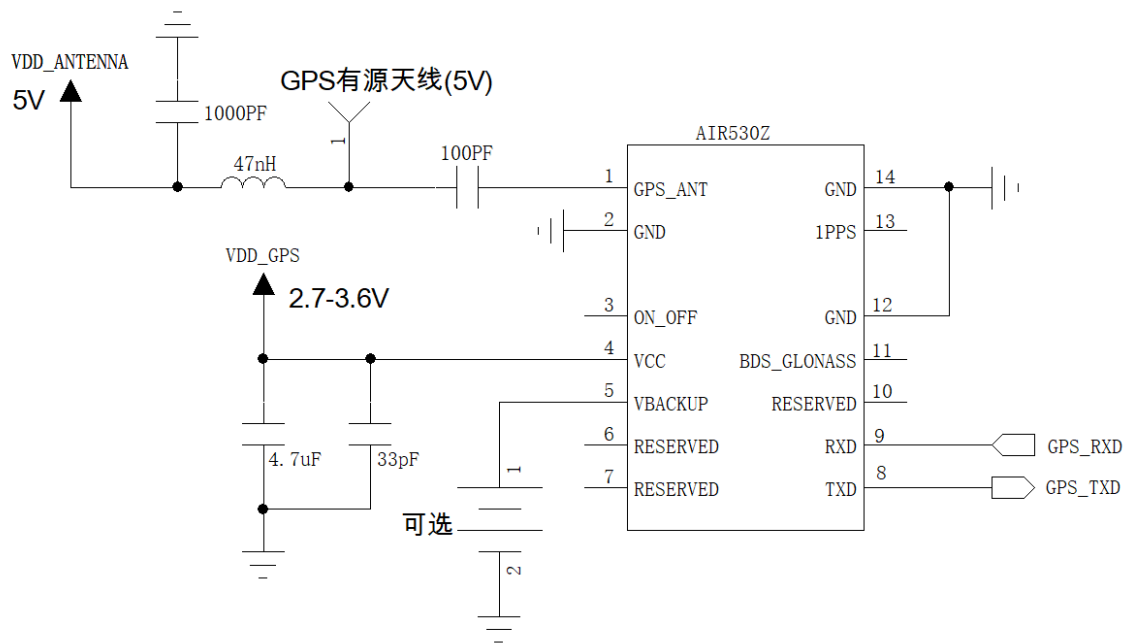 VDD_ANTENNA
5V
1000PF
GPS有源天线(5V)
1
47nH
100PF
AIR530Z
1
GPS_ANT
GND
14
2
GND
1PPS
13
VDD_GPS
2.7-3.6V
3
ON_OFF
GND
12
4
VCC
BDS_GLONASS
11
5
VBACKUP
RESERVED
10
6
RESERVED
RXD
9
GPS_RXD
4.7uF
33pF
7
RESERVED
TXD
8
GPS_TXD
1
可选
2